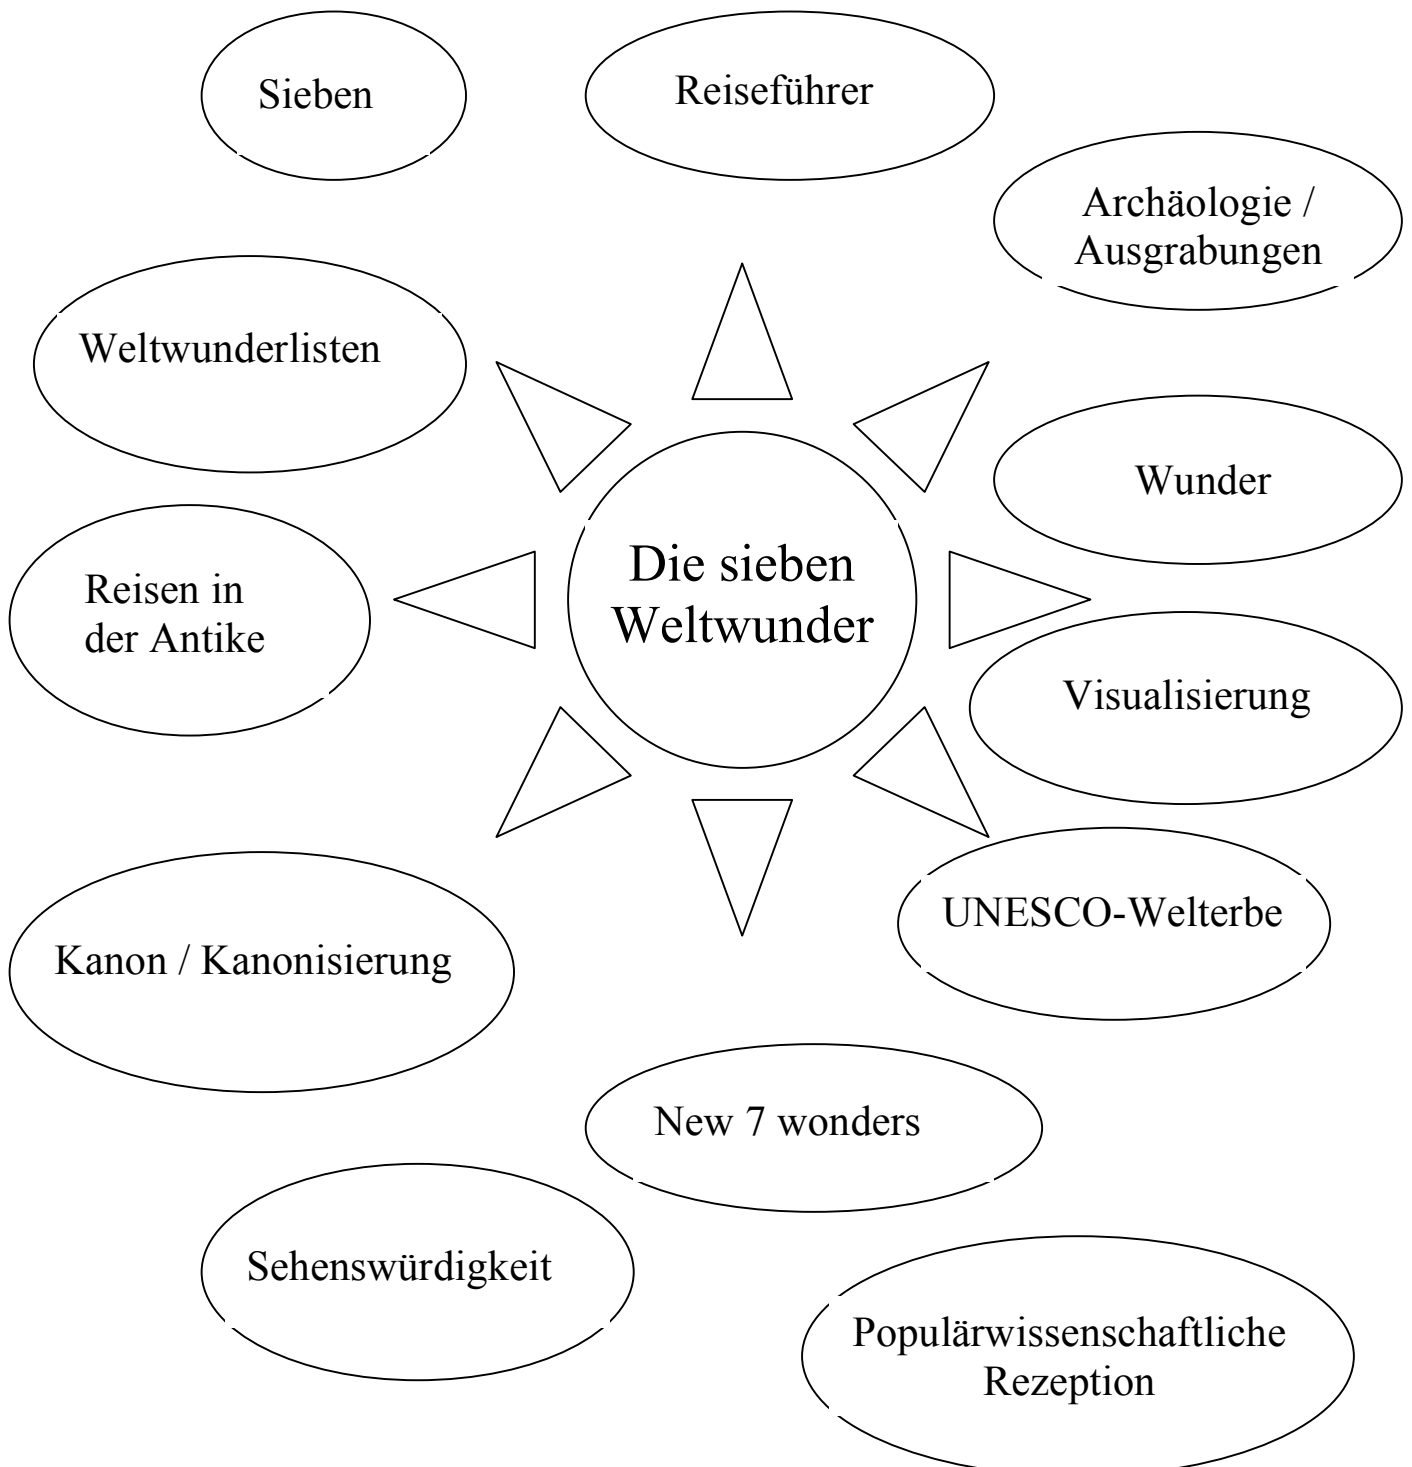 Sieben
Reiseführer
Archäologie /
Ausgrabungen
Weltwunderlisten
Wunder
Die sieben
Weltwunder
Reisen in
der Antike
Visualisierung
UNESCO-Welterbe
Kanon / Kanonisierung
New 7 wonders
Sehenswürdigkeit
Populärwissenschaftliche
Rezeption